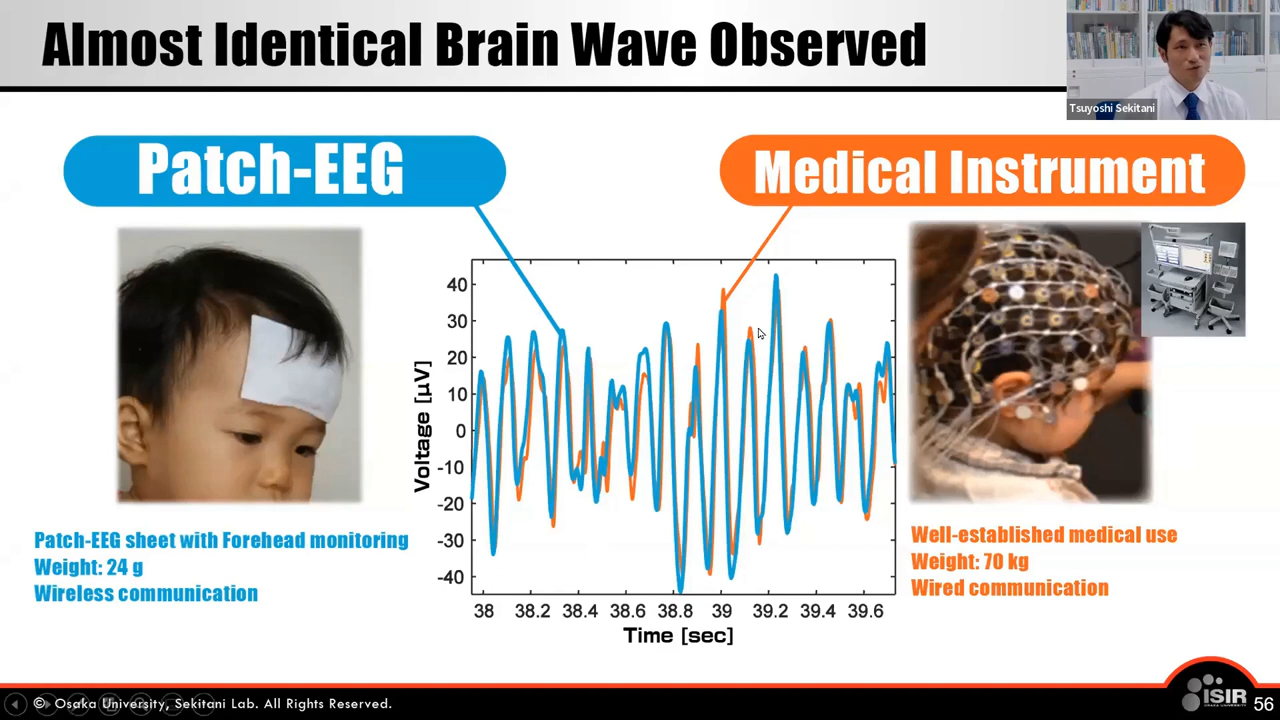 Almost Identical Brain Wave Observed
Tsuyoshi Sekitani
Patch-EEG
Medical Instrument
Voltage [µV]
40
30
20
10
0
-10
-20
-30
-40
38 38.2 38.4 38.6 38.8 39 39.2 39.4 39.6
Time [sec]
Patch-EEG sheet with Forehead monitoring
Weight: 24 g
Wireless communication
Well-established medical use
Weight: 70 kg
Wired communication
© Osaka University, Sekitani Lab. All Rights Reserved.
ISIR
OSAKA UNIVERSITY
56